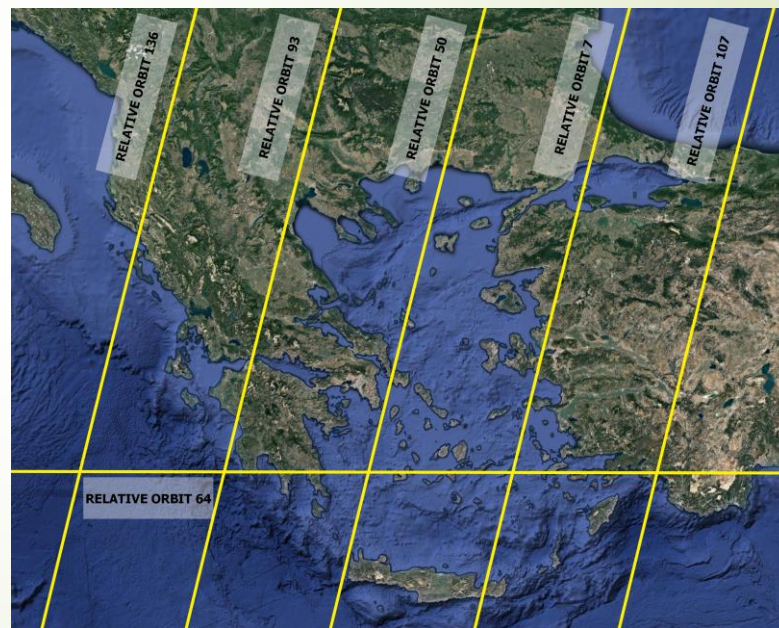 RELATIVE ORBIT 136
RELATIVE ORBIT 93
RELATIVE ORBIT 50
RELATIVE ORBIT 7
RELATIVE ORBIT 107
RELATIVE ORBIT 64